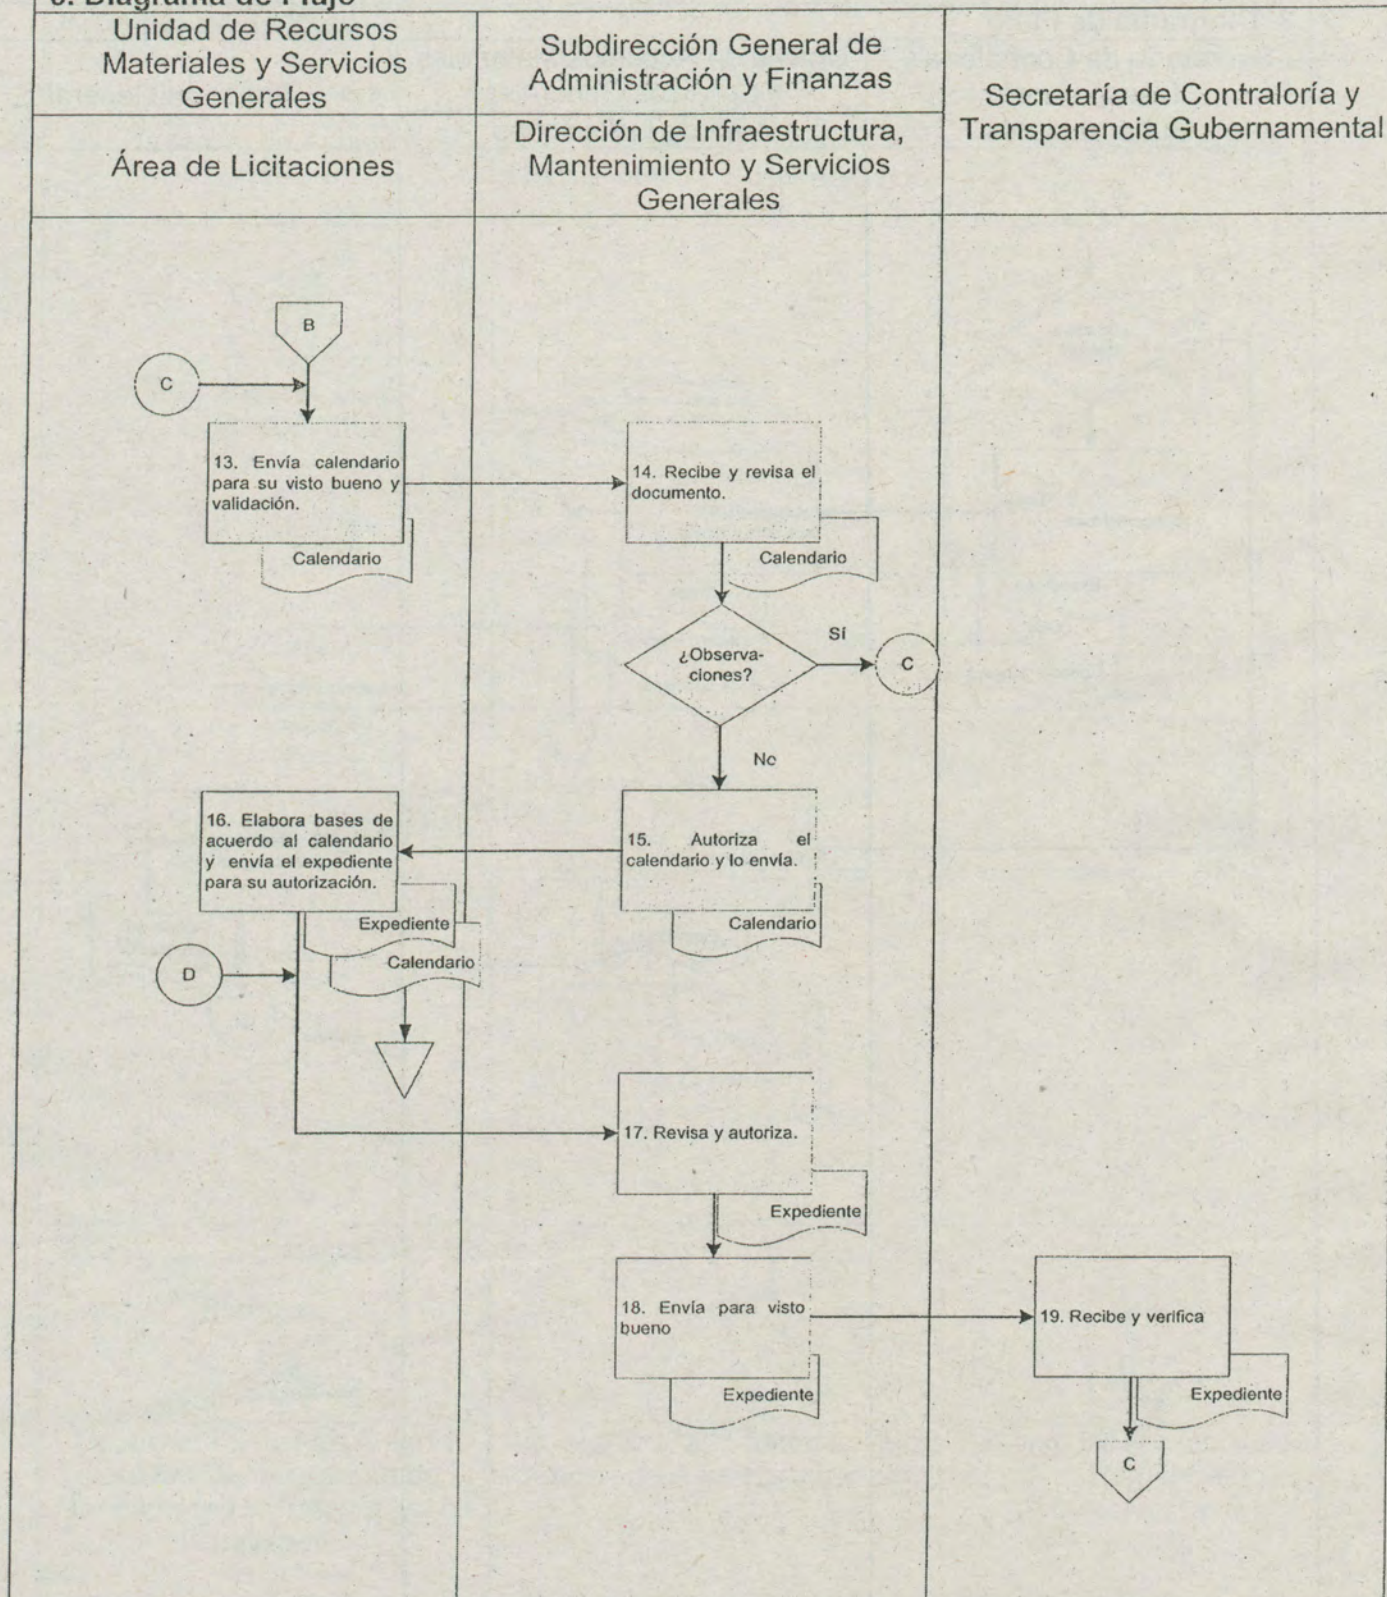 Unidad de Recursos
Materiales y Servicios
Generales
Área de Licitaciones
Subdirección General de
Administración y Finanzas
Dirección de Infraestructura,
Mantenimiento y Servicios
Generales
Secretaría de Contraloría y
Transparencia Gubernamental
B
C
13. Envía calendario
para su visto bueno y
validación.
Calendario
14. Recibe y revisa el
documento.
Calendario
¿Observa-
ciones?
Sí
C
No
15. Autoriza el
calendario y lo envía.
Calendario
16. Elabora bases de
acuerdo al calendario
y envía el expediente
para su autorización.
Expediente
Calendario
D
17. Revisa y autoriza.
Expediente
18. Envía para visto
bueno
Expediente
19. Recibe y verifica
Expediente
C